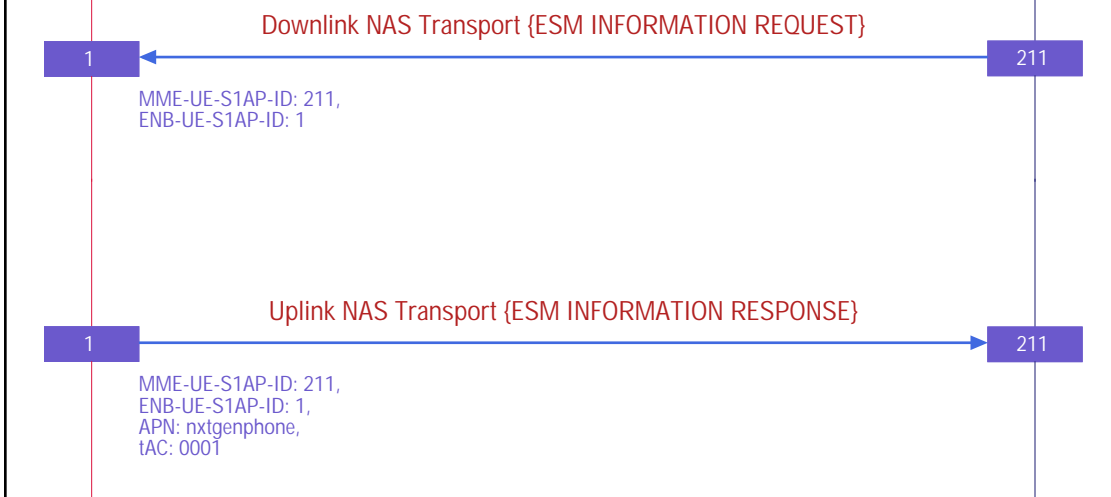 Downlink NAS Transport {ESM INFORMATION REQUEST}
1
211
MME-UE-S1AP-ID: 211,
ENB-UE-S1AP-ID: 1
Uplink NAS Transport {ESM INFORMATION RESPONSE}
1
211
MME-UE-S1AP-ID: 211,
ENB-UE-S1AP-ID: 1,
APN: nxtgenphone,
tAC: 0001